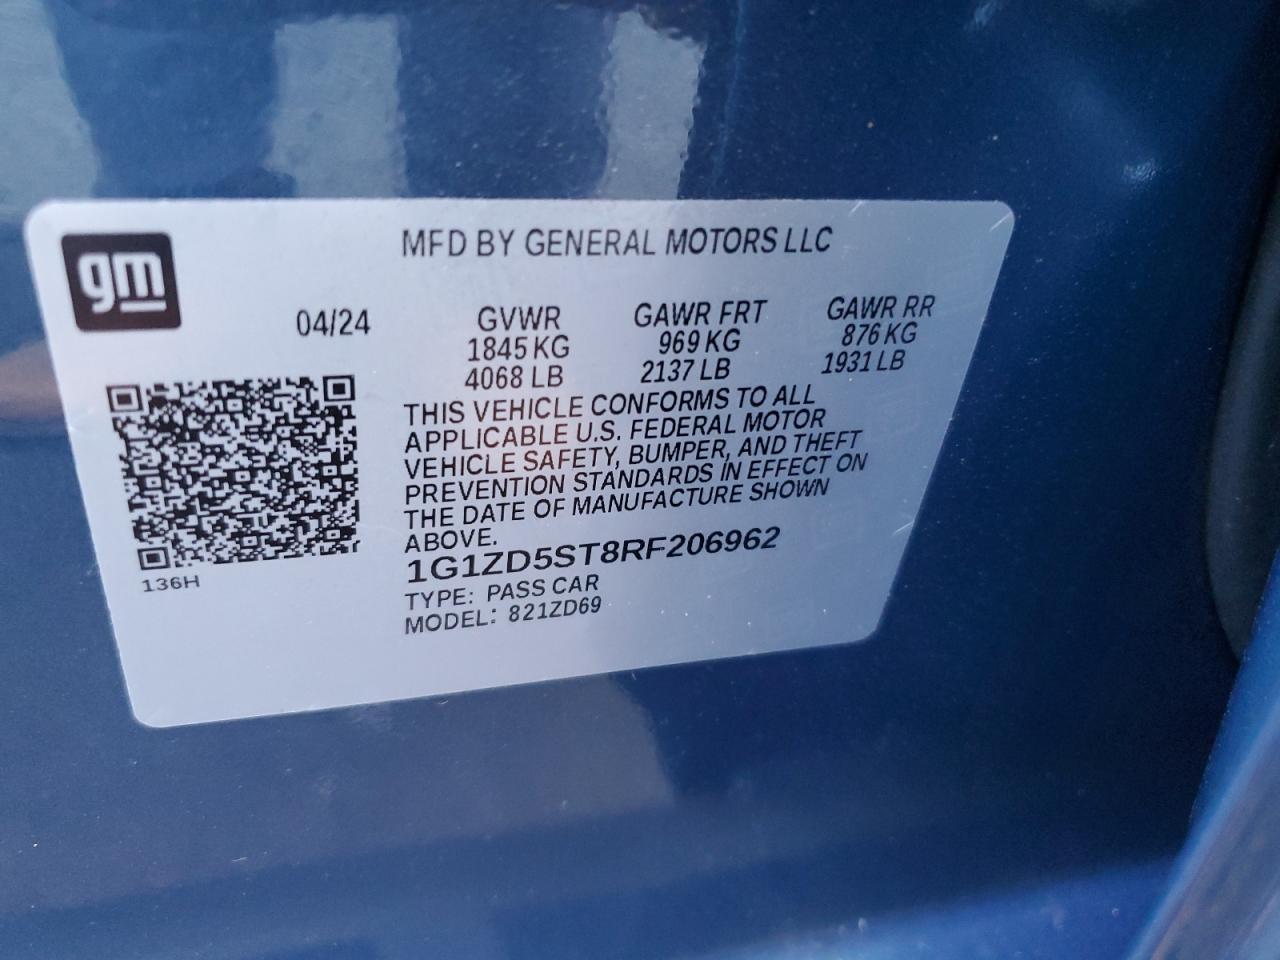 gm
MFD BY GENERAL MOTORS LLC
04/24
GVWR
1845 KG
4068 LB
GAWR FRT
969 KG
2137 LB
GAWR RR
876 KG
1931 LB
THIS VEHICLE CONFORMS TO ALL
APPLICABLE U.S. FEDERAL MOTOR
VEHICLE SAFETY, BUMPER, AND THEFT
PREVENTION STANDARDS IN EFFECT ON
THE DATE OF MANUFACTURE SHOWN
ABOVE.
1G1ZD5ST8RF206962
TYPE: PASS CAR
MODEL: 821ZD69
136H